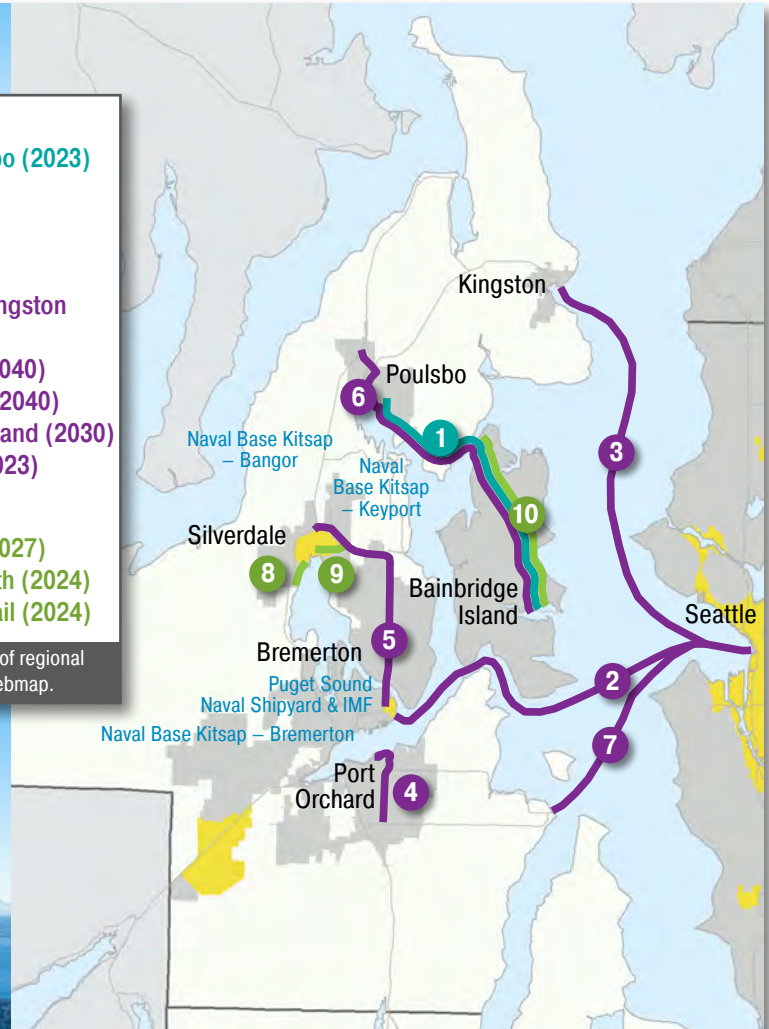 o (2023)
ngston
040)
2040)
and (2030)
023)
027)
th (2024)
ail (2024)
of regional
ebmap.
Kingston
Poulsbo
6
1
Naval Base Kitsap
– Bangor
Naval
Base Kitsap
– Keyport
3
10
Silverdale
8
9
Bainbridge
Island
Seattle
5
Bremerton
Puget Sound
Naval Shipyard & IMF
2
Naval Base Kitsap – Bremerton
7
Port
Orchard
4